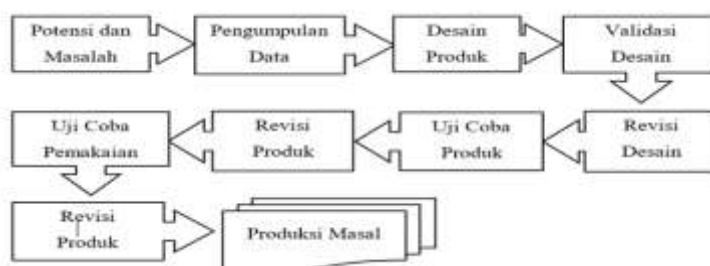 Potensi dan
Masalah
Pengumpulan
Data
Desain
Produk
Validasi
Desain
Revisi
Desain
Uji Coba
Produk
Revisi
Produk
Uji Coba
Pemakaian
Revisi
Produk
Produksi Masal